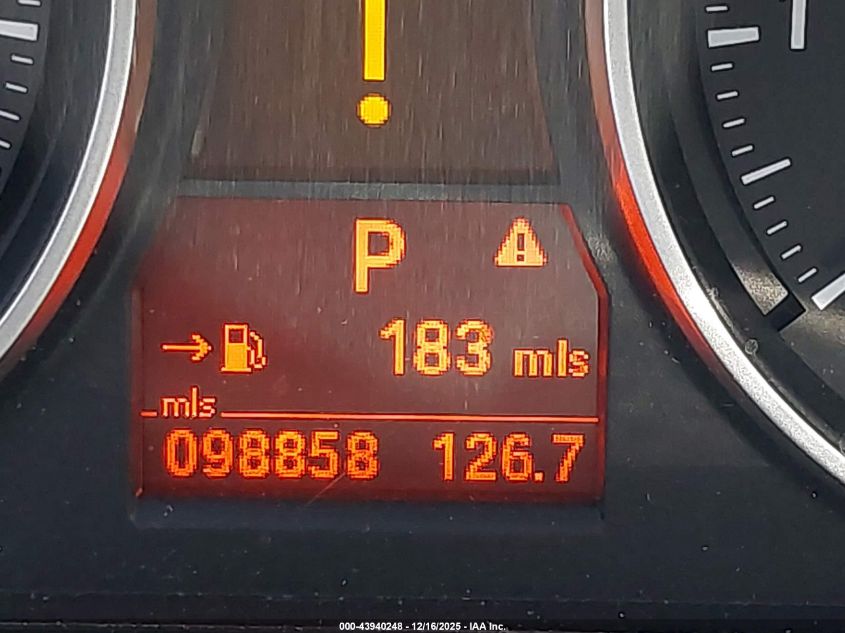 !
P
183 mls
mls
098858 126.7
000-43940248 - 12/16/2025 - IAA Inc.